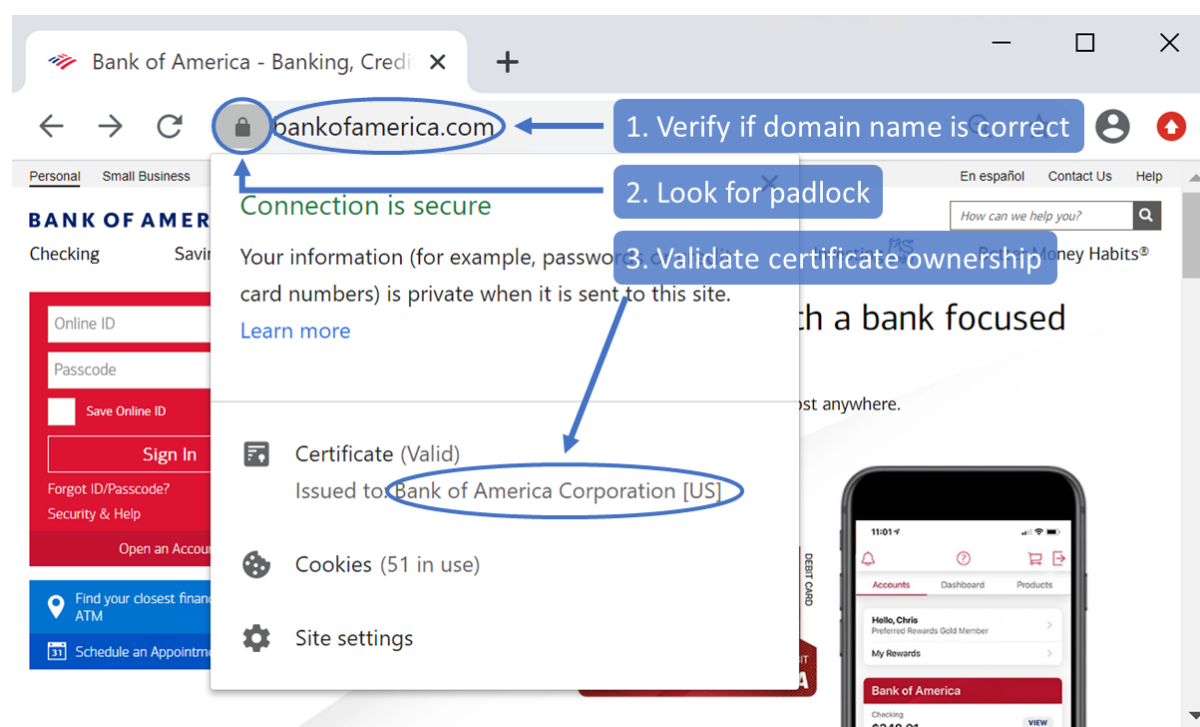 Bank of America - Banking, Credi
bankofamerica.com
1. Verify if domain name is correct
Personal
Small Business
2. Look for padlock
En español
Contact Us
Help
BANK OF AMER
Connection is secure
How can we help you?
Checking
Savin
Your information (for example, passwords
3. Validate certificate ownership
Money Habits®
card numbers) is private when it is sent to this site.
Learn more
th a bank focused
Online ID
Passcode
Save Online ID
ost anywhere.
Sign In
Certificate (Valid)
Issued to: Bank of America Corporation [US]
Forgot ID/Passcode?
Security & Help
Open an Accoun
Cookies (51 in use)
Find your closest financ
ATM
31
Schedule an Appointme
Site settings
DEBIT CARD
11:01
Accounts
Dashboard
Products
Hello, Chris
Preferred Rewards Gold Member
My Rewards
Bank of America
Checking
VIEW